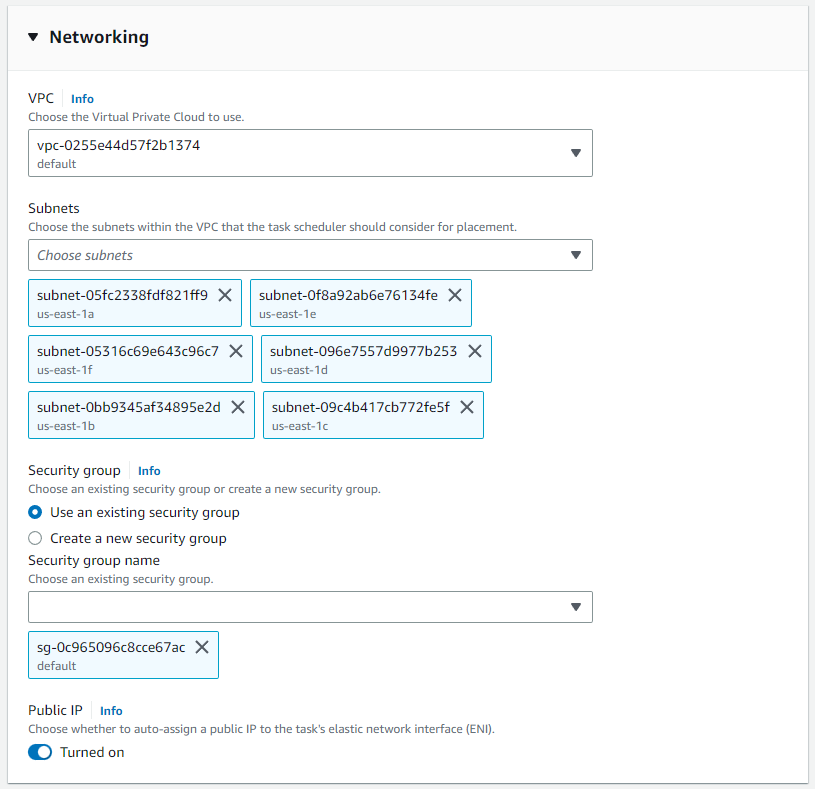 Networking
VPC Info
Choose the Virtual Private Cloud to use.
vpc-0255e44d57f2b1374
default
Subnets
Choose the subnets within the VPC that the task scheduler should consider for placement.
Choose subnets
subnet-05fc2338fdf821ff9
us-east-1a
subnet-0f8a92ab6e76134fe
us-east-1e
subnet-05316c69e643c96c7
us-east-1f
subnet-096e7557d9977b253
us-east-1d
subnet-0bb9345af34895e2d
us-east-1b
subnet-09c4b417cb772fe5f
us-east-1c
Security group Info
Choose an existing security group or create a new security group.
Use an existing security group
Create a new security group
Security group name
Choose an existing security group.
sg-0c965096c8cce67ac
default
Public IP Info
Choose whether to auto-assign a public IP to the task's elastic network interface (ENI).
Turned on